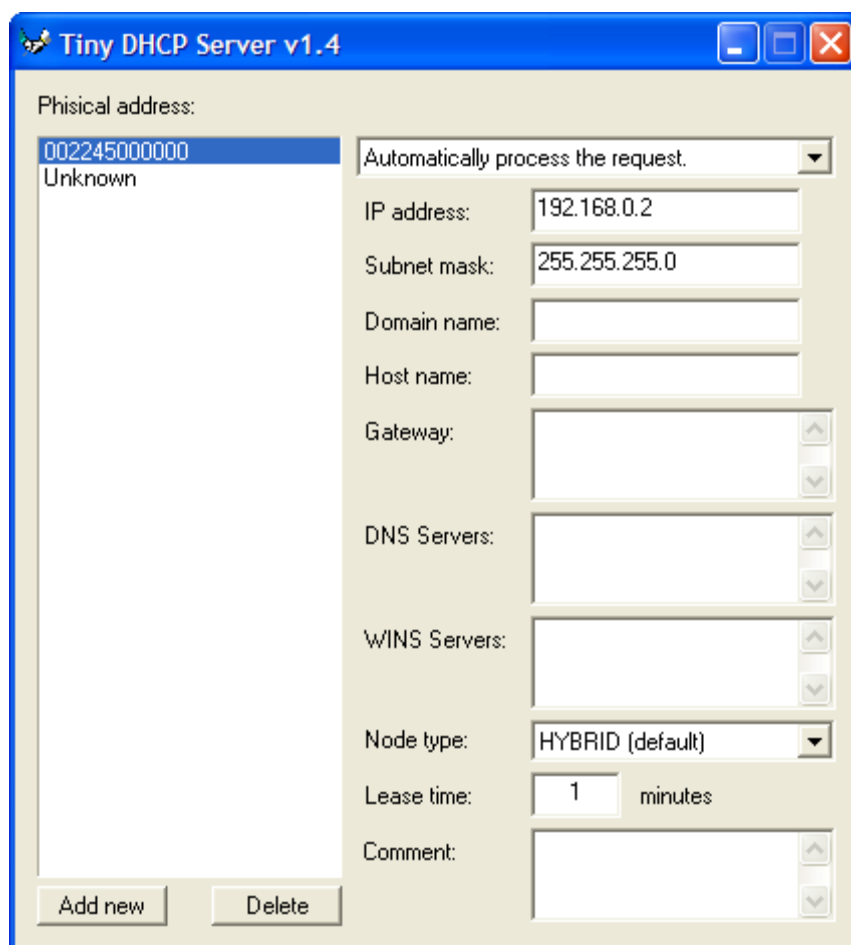 Tiny DHCP Server v1.4
Phisical address:
002245000000
Unknown
Automatically process the request.
IP address: 192.168.0.2
Subnet mask: 255.255.255.0
Domain name:
Host name:
Gateway:
DNS Servers:
WINS Servers:
Node type: HYBRID (default)
Lease time: 1 minutes
Comment:
Add new Delete